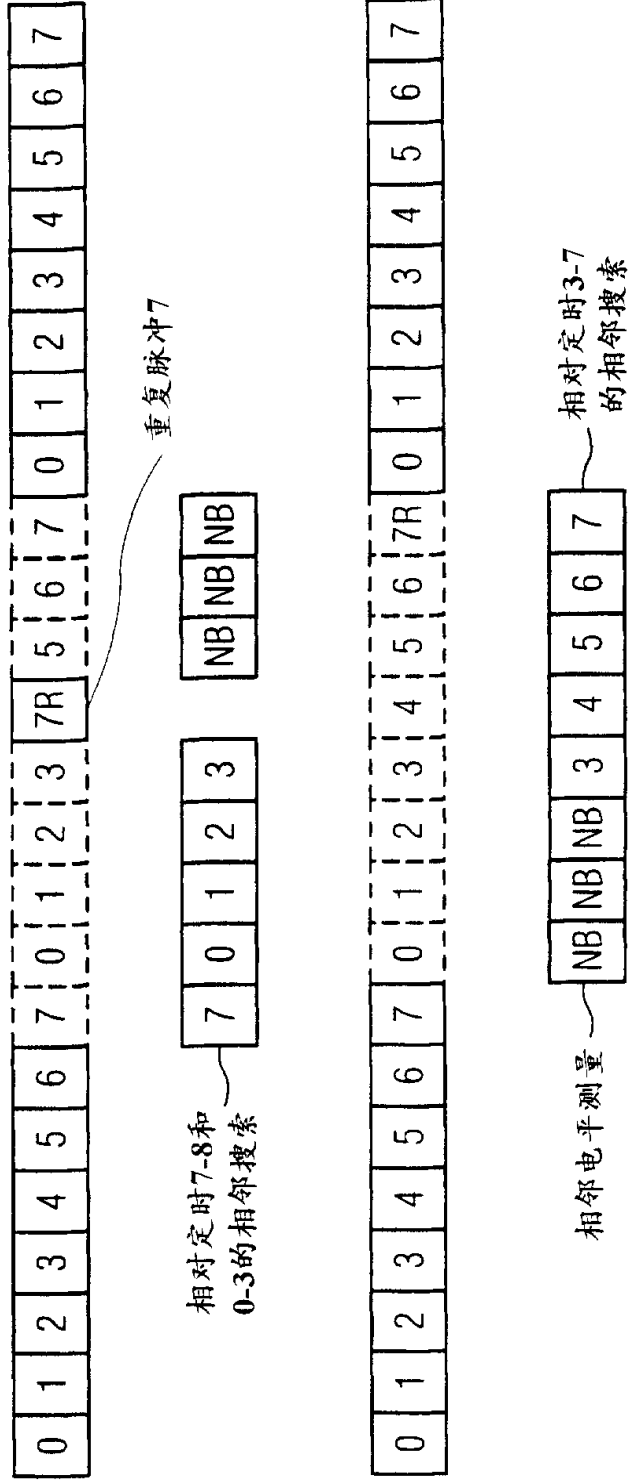 0 1 2 3 4 5 6 7 0 1 2 3 7R 5 6 7 0 1 2 3 4 5 6 7
重复脉冲7
7 0 1 2 3 NB NB NB
相对定时7-8和
0-3的相邻搜索
0 1 2 3 4 5 6 7 0 1 2 3 4 5 6 7R 0 1 2 3 4 5 6 7
相对定时3-7
的相邻搜索
NB NB NB 3 4 5 6 7
相邻电平测量